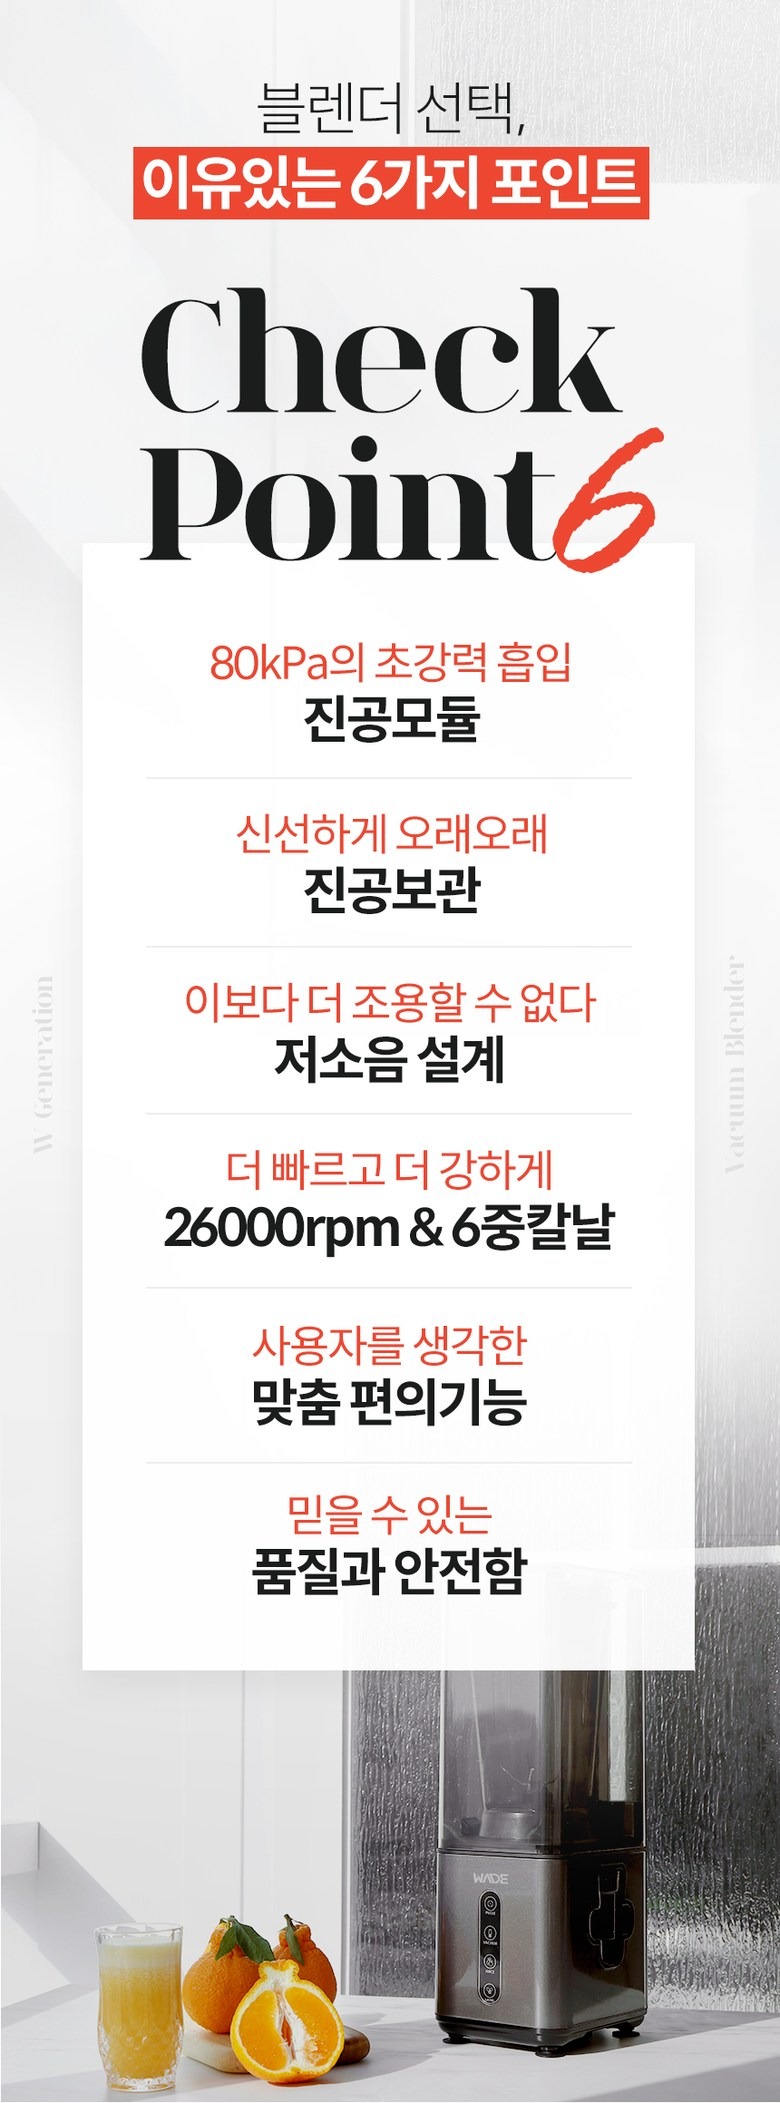 블렌더 선택,
이유있는 6가지 포인트
Check
Point6
80kPa의 초강력 흡입
진공모듈
신선하게 오래오래
진공보관
이보다 더 조용할 수 없다
저소음 설계
W Generation
Vacuum Blender
더 빠르고 더 강하게
26000rpm & 6중칼날
사용자를 생각한
맞춤 편의기능
믿을 수 있는
품질과 안전함
WADE
VACUUM
JUICE